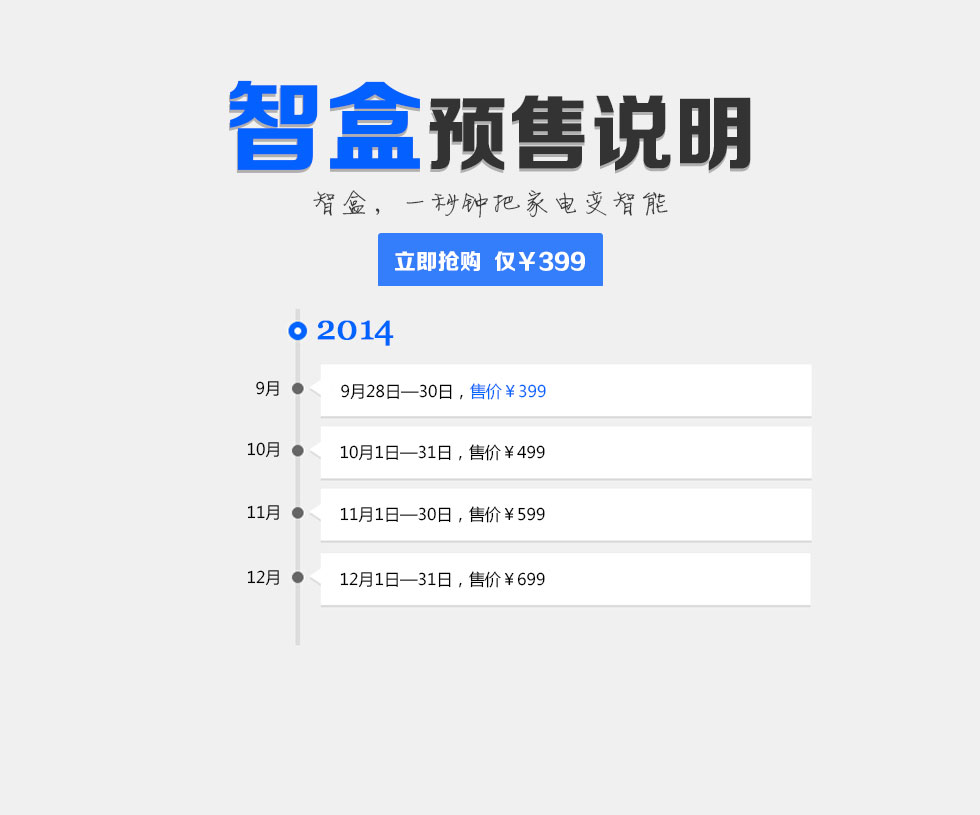 智盒预售说明
智盒，一秒钟把家电变智能
立即抢购 仅￥399
2014
9月
9月28日—30日，售价￥399
10月
10月1日—31日，售价￥499
11月
11月1日—30日，售价￥599
12月
12月1日—31日，售价￥699